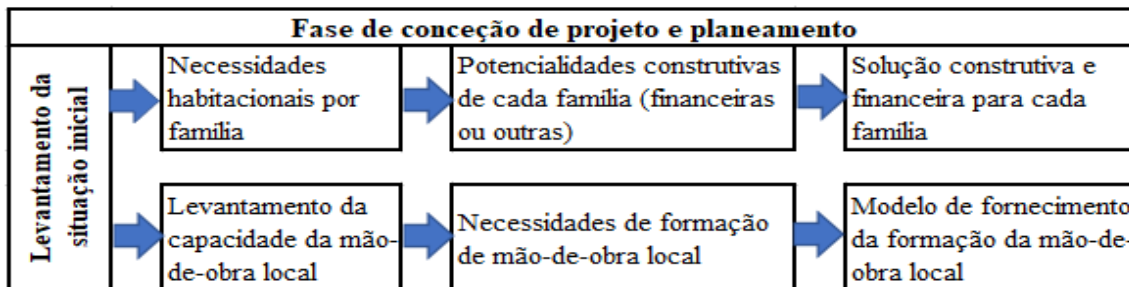 Fase de conceção de projeto e planeamento
Levantamento da
situação inicial
Necessidades
habitacionais por
família
Potencialidades construtivas
de cada família (financeiras
ou outras)
Solução construtiva e
financeira para cada
família
Levantamento da
capacidade da mão-
de-obra local
Necessidades de formação
de mão-de-obra local
Modelo de fornecimento
da formação da mão-de-
obra local